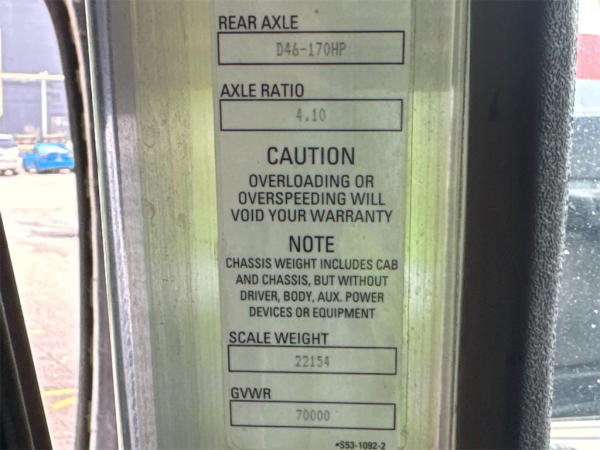 REAR AXLE
D46-170HP
AXLE RATIO
4.10
CAUTION
OVERLOADING OR
OVERSPEEDING WILL
VOID YOUR WARRANTY
NOTE
CHASSIS WEIGHT INCLUDES CAB
AND CHASSIS, BUT WITHOUT
DRIVER, BODY, AUX. POWER
DEVICES OR EQUIPMENT
SCALE WEIGHT
22154
GVWR
70000
•S53-1092-2